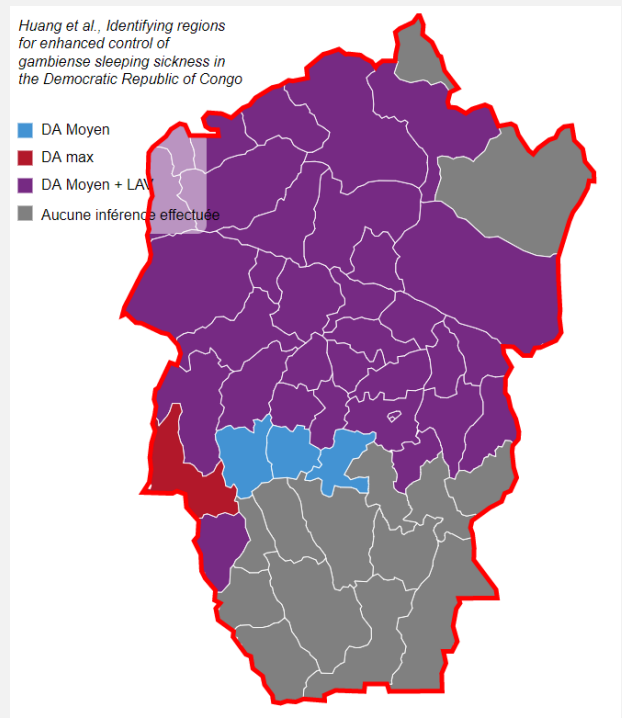 Huang et al., Identifying regions
for enhanced control of
gambiense sleeping sickness in
the Democratic Republic of Congo
DA Moyen
DA max
DA Moyen + LAV
Aucune inférence effectuée